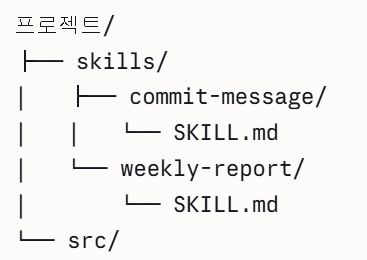 프로젝트/
├── skills/
│   ├── commit-message/
│   │   └── SKILL.md
│   └── weekly-report/
│       └── SKILL.md
└── src/